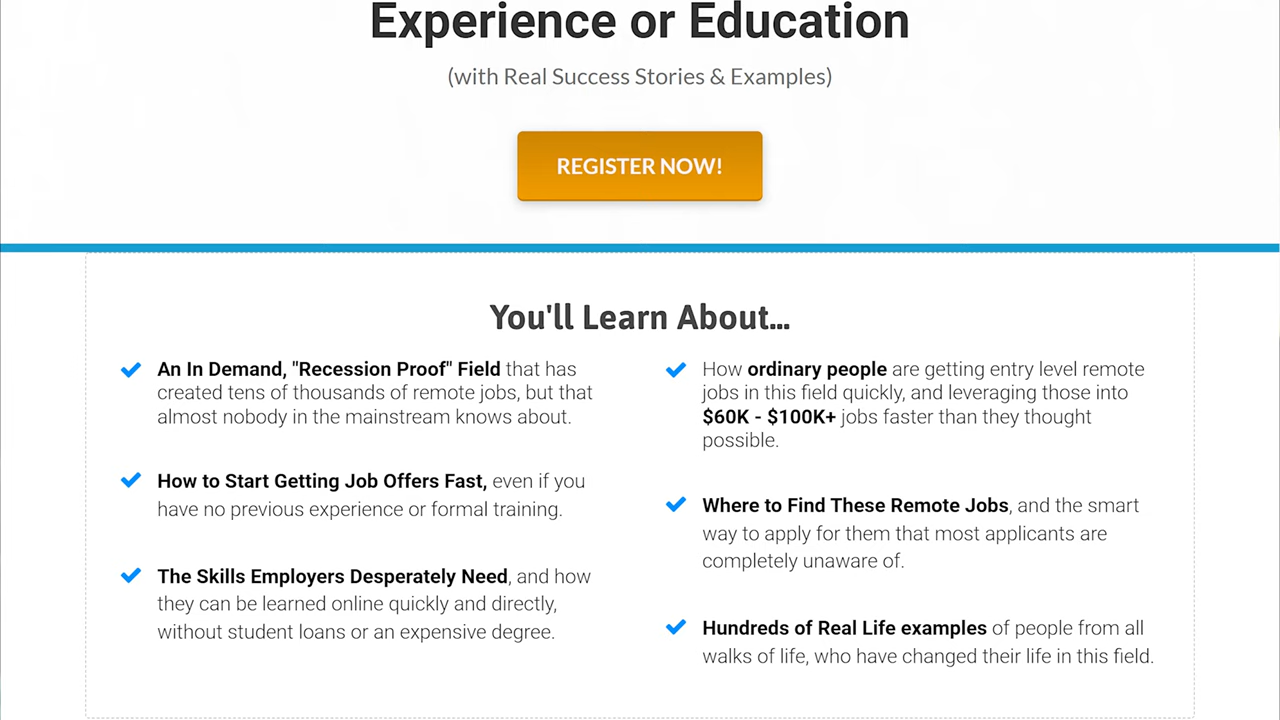 Experience or Education
(with Real Success Stories & Examples)
REGISTER NOW!
You'll Learn About...
An In Demand, "Recession Proof" Field that has
created tens of thousands of remote jobs, but that
almost nobody in the mainstream knows about.
How to Start Getting Job Offers Fast, even if you
have no previous experience or formal training.
The Skills Employers Desperately Need, and how
they can be learned online quickly and directly,
without student loans or an expensive degree.
How ordinary people are getting entry level remote
jobs in this field quickly, and leveraging those into
$60K - $100K+ jobs faster than they thought
possible.
Where to Find These Remote Jobs, and the smart
way to apply for them that most applicants are
completely unaware of.
Hundreds of Real Life examples of people from all
walks of life, who have changed their life in this field.